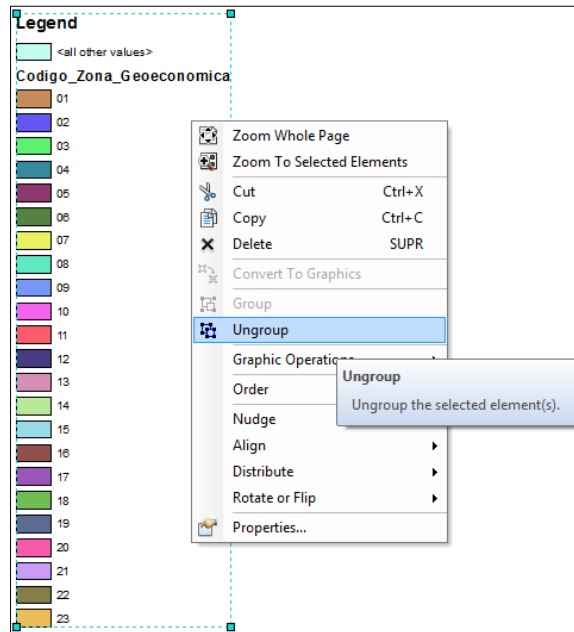 Legend
<all other values>
Codigo_Zona_Geoeconomica
01
02
03
04
05
06
07
08
09
10
11
12
13
14
15
16
17
18
19
20
21
22
23
Zoom Whole Page
Zoom To Selected Elements
Cut Ctrl+X
Copy Ctrl+C
Delete SUPR
Convert To Graphics
Group
Ungroup
Graphic Operations
Order
Nudge
Align
Distribute
Rotate or Flip
Properties...
Ungroup
Ungroup the selected element(s).